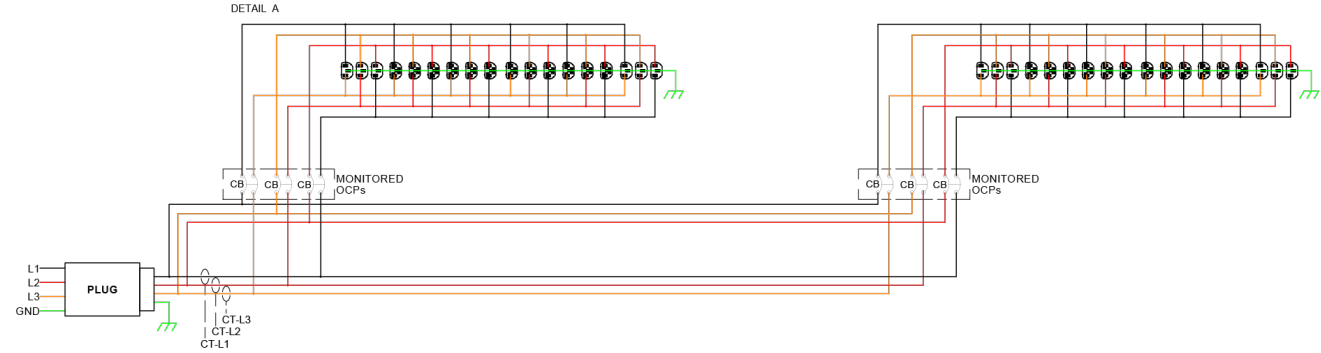 DETAIL A
CB CB CB MONITORED
OCPs
CB CB CB MONITORED
OCPs
L1
L2
L3
GND
PLUG
CT-L3
CT-L2
CT-L1